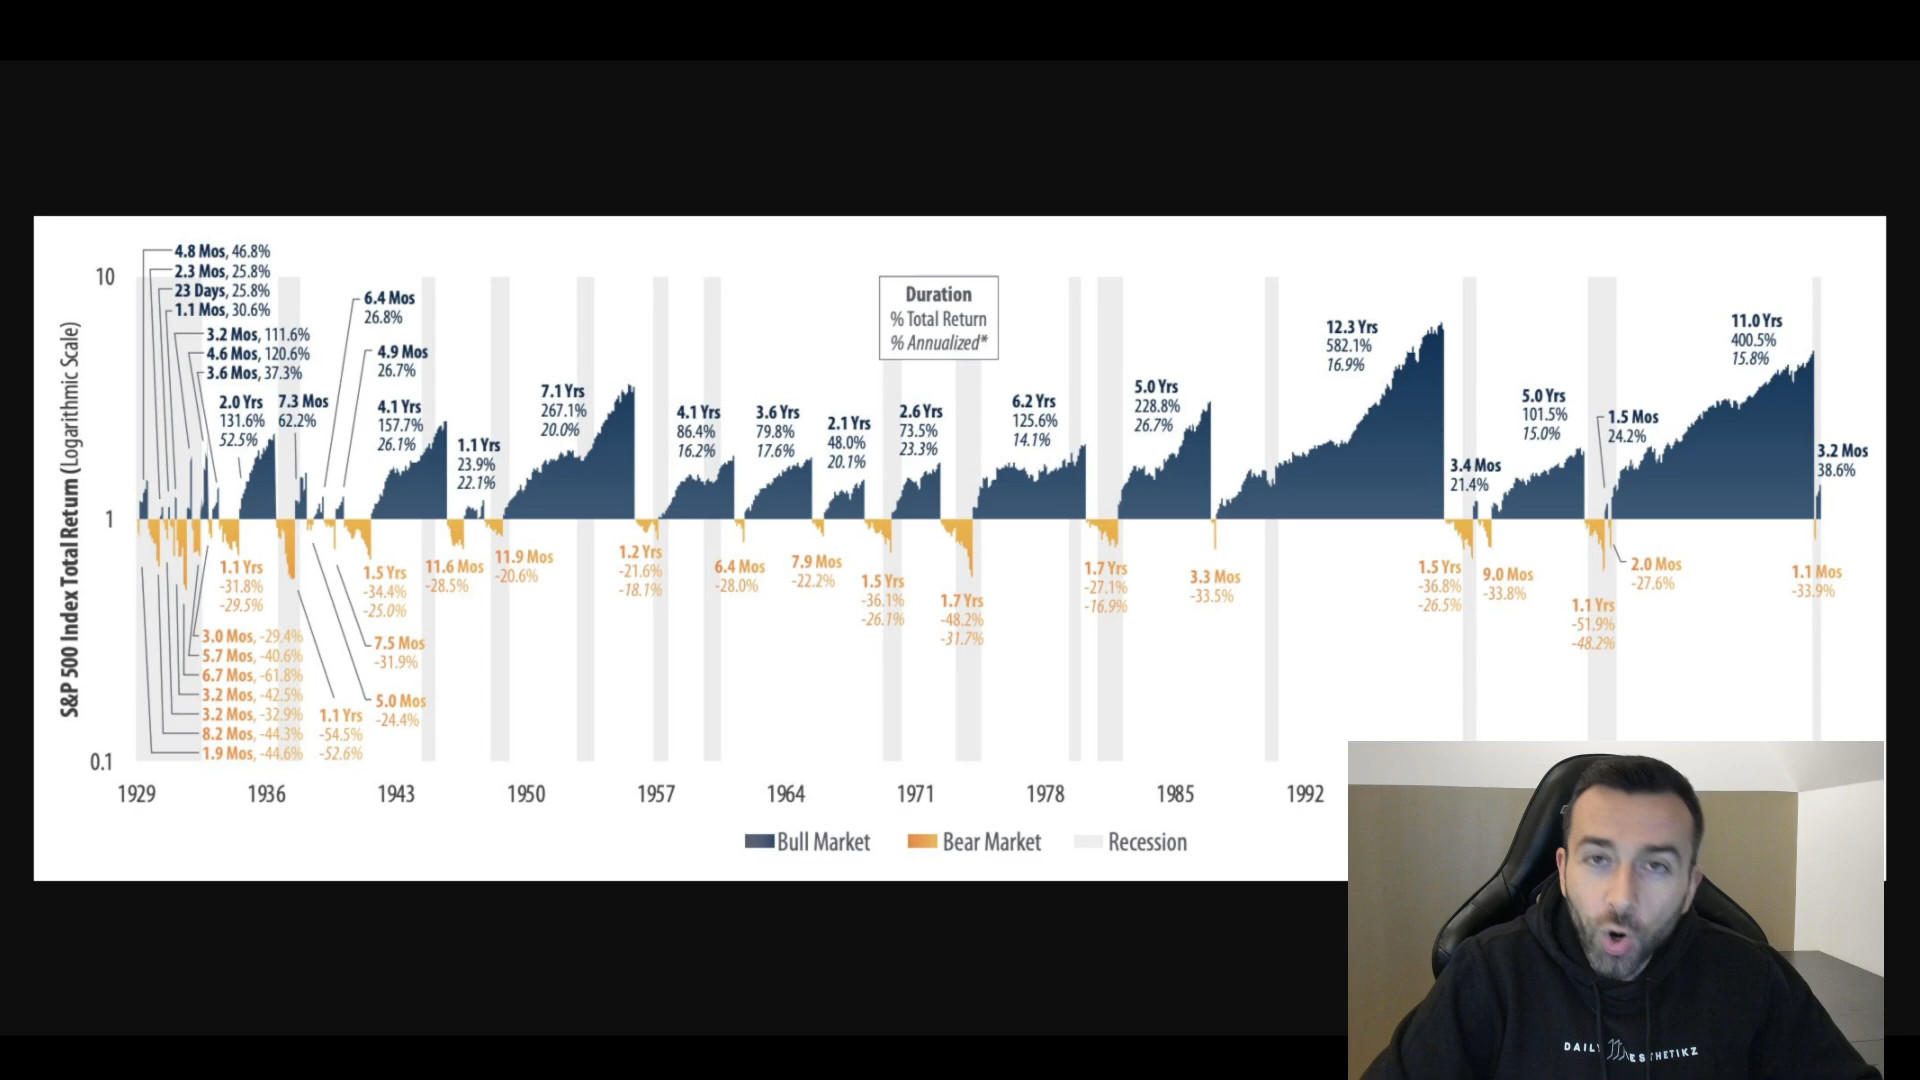 S&P 500 Index Total Return (Logarithmic Scale)
10
1
0.1
4.8 Mos, 46.8%
2.3 Mos, 25.8%
23 Days, 25.8%
1.1 Mos, 30.6%
3.2 Mos, 111.6%
4.6 Mos, 120.6%
3.6 Mos, 37.3%
2.0 Yrs
131.6%
52.5%
7.3 Mos
62.2%
6.4 Mos
26.8%
4.9 Mos
26.7%
4.1 Yrs
157.7%
26.1%
1.1 Yrs
23.9%
22.1%
7.1 Yrs
267.1%
20.0%
4.1 Yrs
86.4%
16.2%
3.6 Yrs
79.8%
17.6%
2.1 Yrs
48.0%
20.1%
Duration
% Total Return
% Annualized*
2.6 Yrs
73.5%
23.3%
6.2 Yrs
125.6%
14.1%
5.0 Yrs
228.8%
26.7%
12.3 Yrs
582.1%
16.9%
3.4 Mos
21.4%
5.0 Yrs
101.5%
15.0%
1.5 Mos
24.2%
11.0 Yrs
400.5%
15.8%
3.2 Mos
38.6%
1.1 Yrs
-31.8%
-29.5%
3.0 Mos, -29.4%
5.7 Mos, -40.6%
6.7 Mos, -61.8%
3.2 Mos, -42.5%
3.2 Mos, -32.9%
8.2 Mos, -44.3%
1.9 Mos, -44.6%
1.1 Yrs
-54.5%
-52.6%
1.5 Yrs
-34.4%
-25.0%
7.5 Mos
-31.9%
5.0 Mos
-24.4%
11.6 Mos
-28.5%
11.9 Mos
-20.6%
1.2 Yrs
-21.6%
-18.1%
6.4 Mos
-28.0%
7.9 Mos
-22.2%
1.5 Yrs
-36.1%
-26.1%
1.7 Yrs
-48.2%
-31.7%
1.7 Yrs
-27.1%
-16.9%
3.3 Mos
-33.5%
1.5 Yrs
-36.8%
-26.5%
9.0 Mos
-33.8%
1.1 Yrs
-51.9%
-48.2%
2.0 Mos
-27.6%
1.1 Mos
-33.9%
1929 1936 1943 1950 1957 1964 1971 1978 1985 1992
Bull Market Bear Market Recession